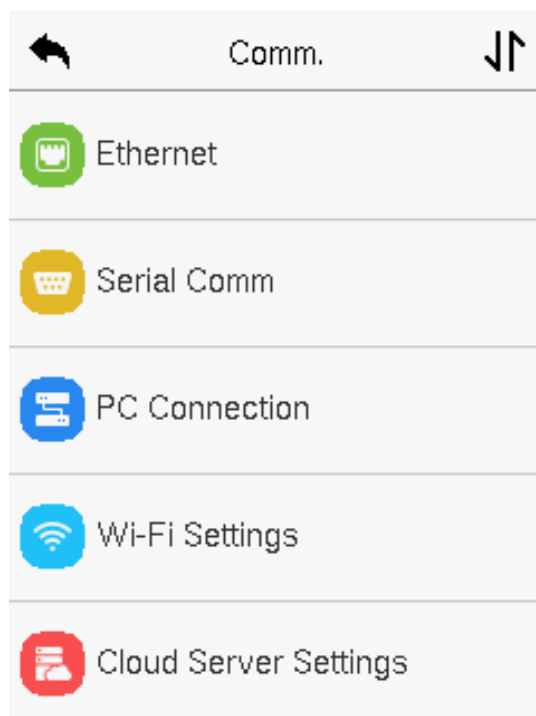 Comm.
Ethernet
Serial Comm
PC Connection
Wi-Fi Settings
Cloud Server Settings